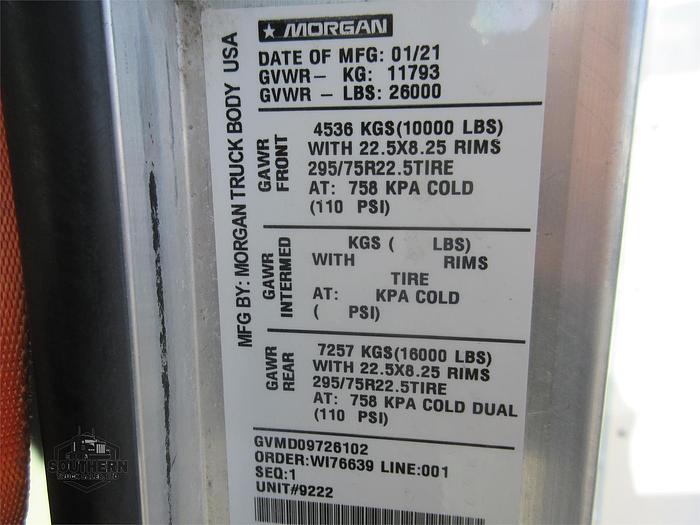 MORGAN
DATE OF MFG: 01/21
GVWR- KG: 11793
GVWR - LBS: 26000
MFG BY: MORGAN TRUCK BODY USA
GAWR
FRONT
4536 KGS(10000 LBS)
WITH 22.5X8.25 RIMS
295/75R22.5TIRE
AT: 758 KPA COLD
(110 PSI)
GAWR
INTERMED
KGS ( LBS)
WITH RIMS
TIRE
AT: KPA COLD
( PSI)
GAWR
REAR
7257 KGS(16000 LBS)
WITH 22.5X8.25 RIMS
295/75R22.5TIRE
AT: 758 KPA COLD DUAL
(110 PSI)
GVMD09726102
ORDER:WI76639 LINE:001
SEQ:1
UNIT#9222
SOUTHERN
TRUCK SALES LTD